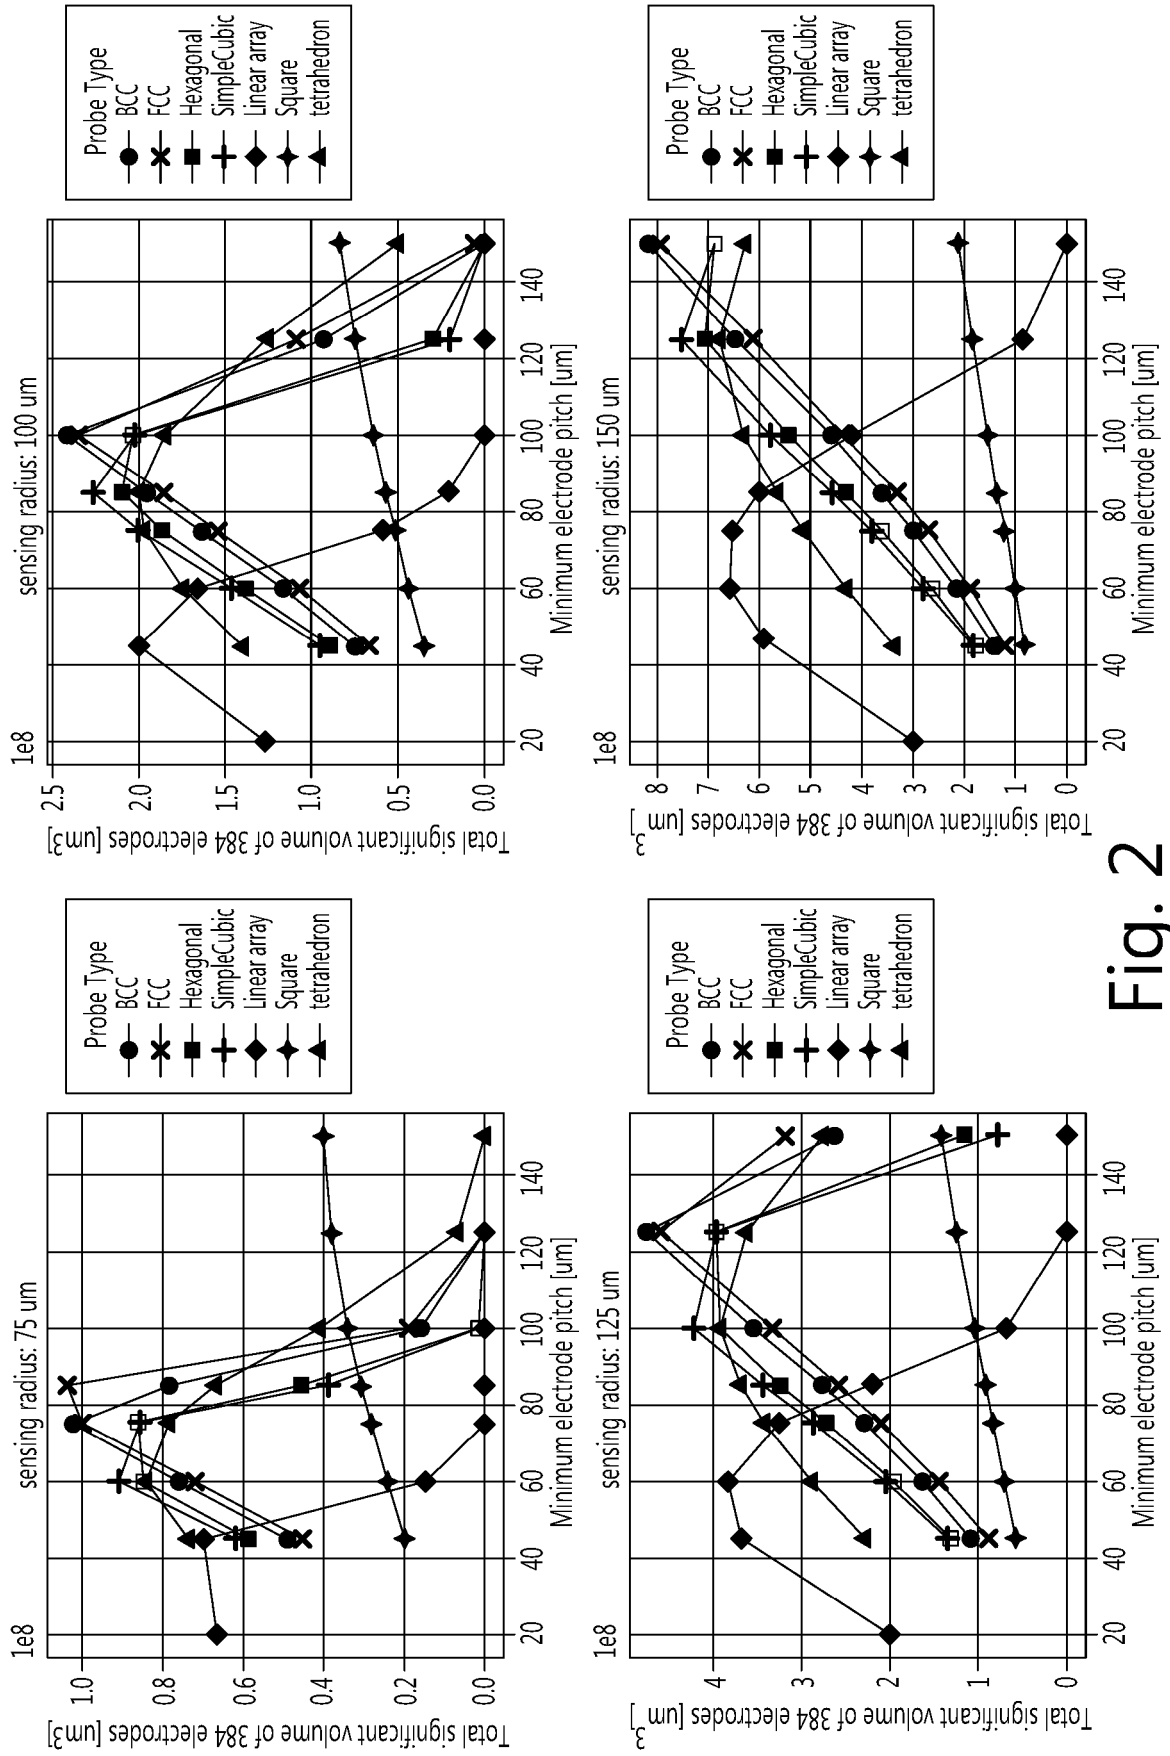 sensing radius: 75 um
1e8
Total significant volume of 384 electrodes [um³]
1.0
0.8
0.6
0.4
0.2
0.0
20
40
60
80
100
120
140
Minimum electrode pitch [um]
Probe Type
BCC
FCC
Hexagonal
SimpleCubic
Linear array
Square
tetrahedron
sensing radius: 100 um
1e8
Total significant volume of 384 electrodes [um³]
2.5
2.0
1.5
1.0
0.5
0.0
20
40
60
80
100
120
140
Minimum electrode pitch [um]
Probe Type
BCC
FCC
Hexagonal
SimpleCubic
Linear array
Square
tetrahedron
sensing radius: 125 um
1e8
Total significant volume of 384 electrodes [um³]
4
3
2
1
0
20
40
60
80
100
120
140
Minimum electrode pitch [um]
Probe Type
BCC
FCC
Hexagonal
SimpleCubic
Linear array
Square
tetrahedron
sensing radius: 150 um
1e8
Total significant volume of 384 electrodes [um³]
8
7
6
5
4
3
2
1
0
20
40
60
80
100
120
140
Minimum electrode pitch [um]
Probe Type
BCC
FCC
Hexagonal
SimpleCubic
Linear array
Square
tetrahedron
Fig. 2